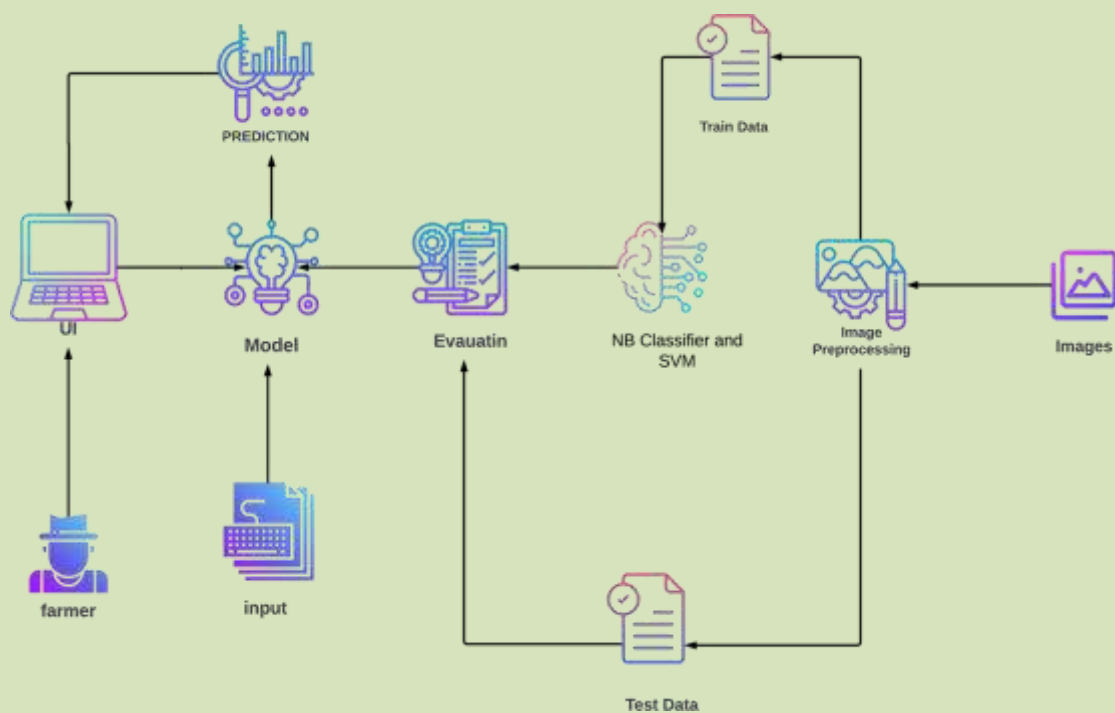 PREDICTION
Train Data
UI
Model
Evauatin
NB Classifier and
SVM
Image
Preprocessing
Images
farmer
input
Test Data